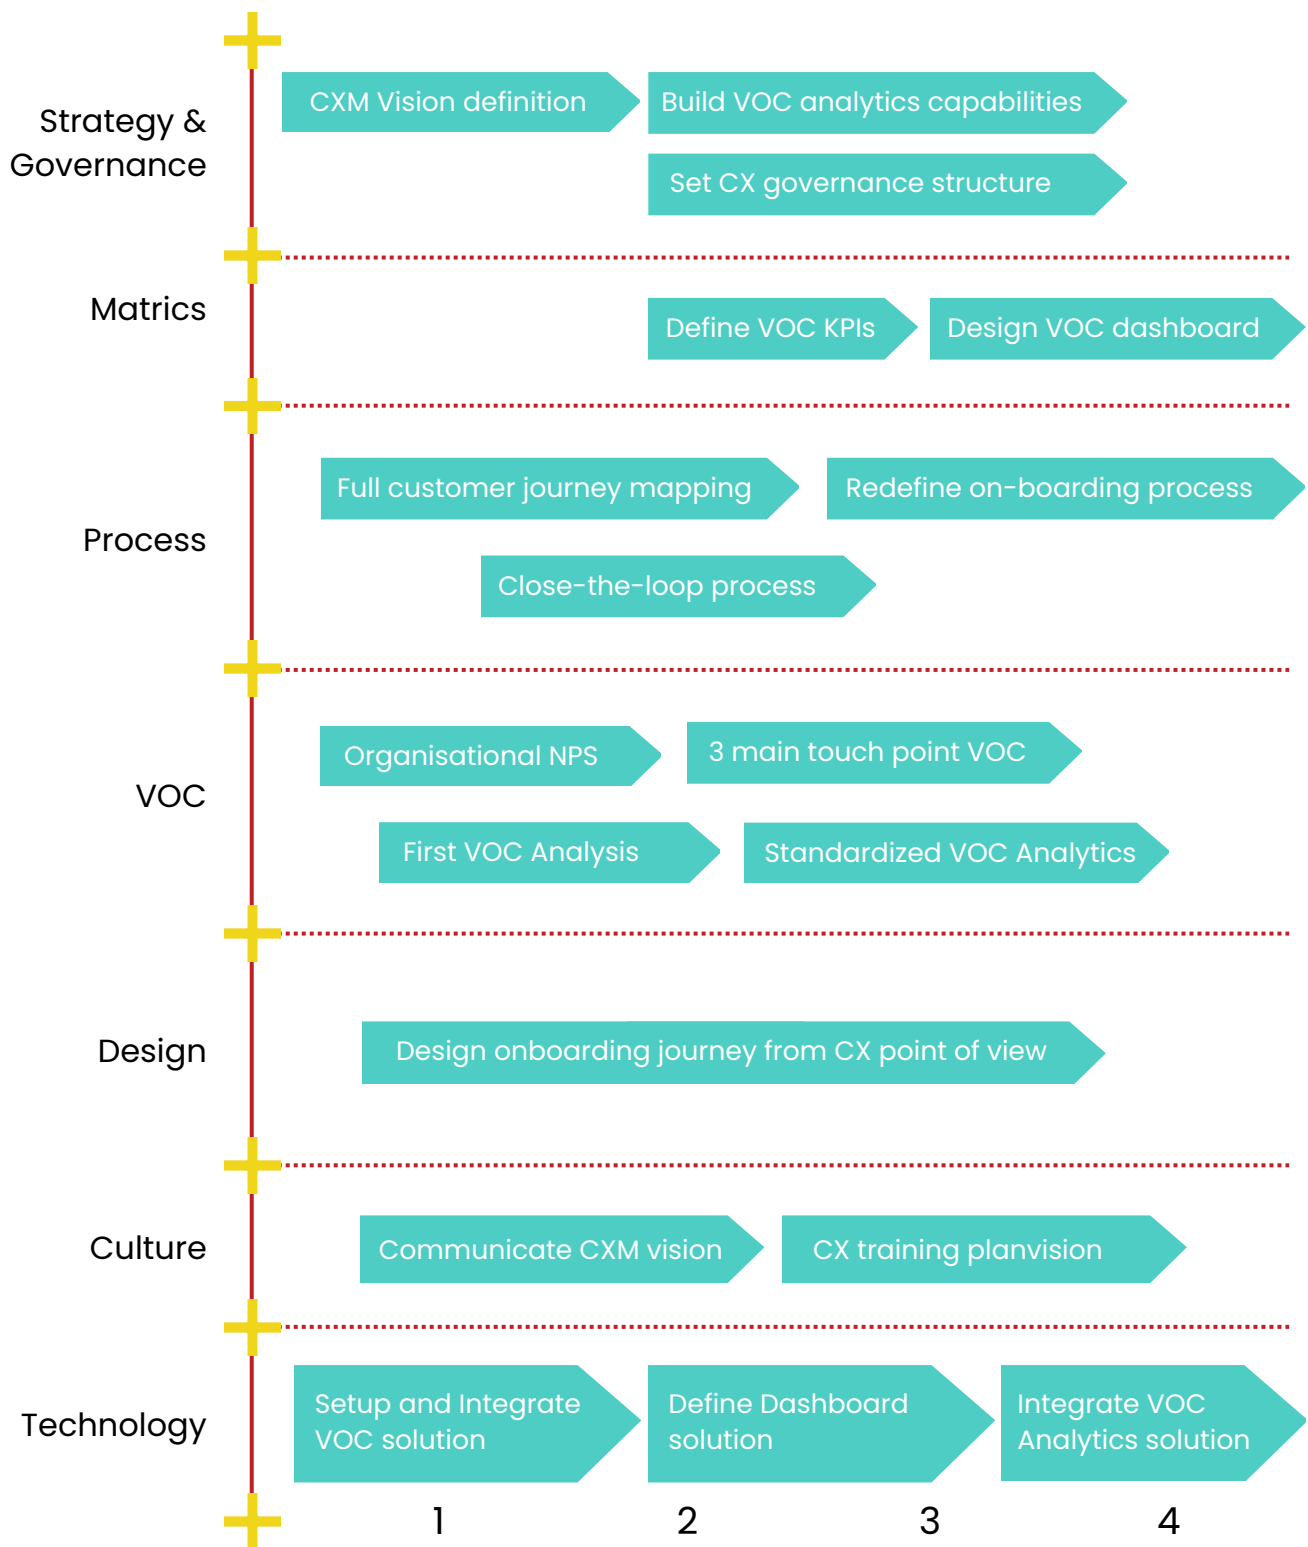 Strategy &
Governance
CXM Vision definition
Build VOC analytics capabilities
Set CX governance structure
Matrics
Define VOC KPIs
Design VOC dashboard
Process
Full customer journey mapping
Redefine on-boarding process
Close-the-loop process
VOC
Organisational NPS
3 main touch point VOC
First VOC Analysis
Standardized VOC Analytics
Design
Design onboarding journey from CX point of view
Culture
Communicate CXM vision
CX training planvision
Technology
Setup and Integrate
VOC solution
Define Dashboard
solution
Integrate VOC
Analytics solution
1
2
3
4